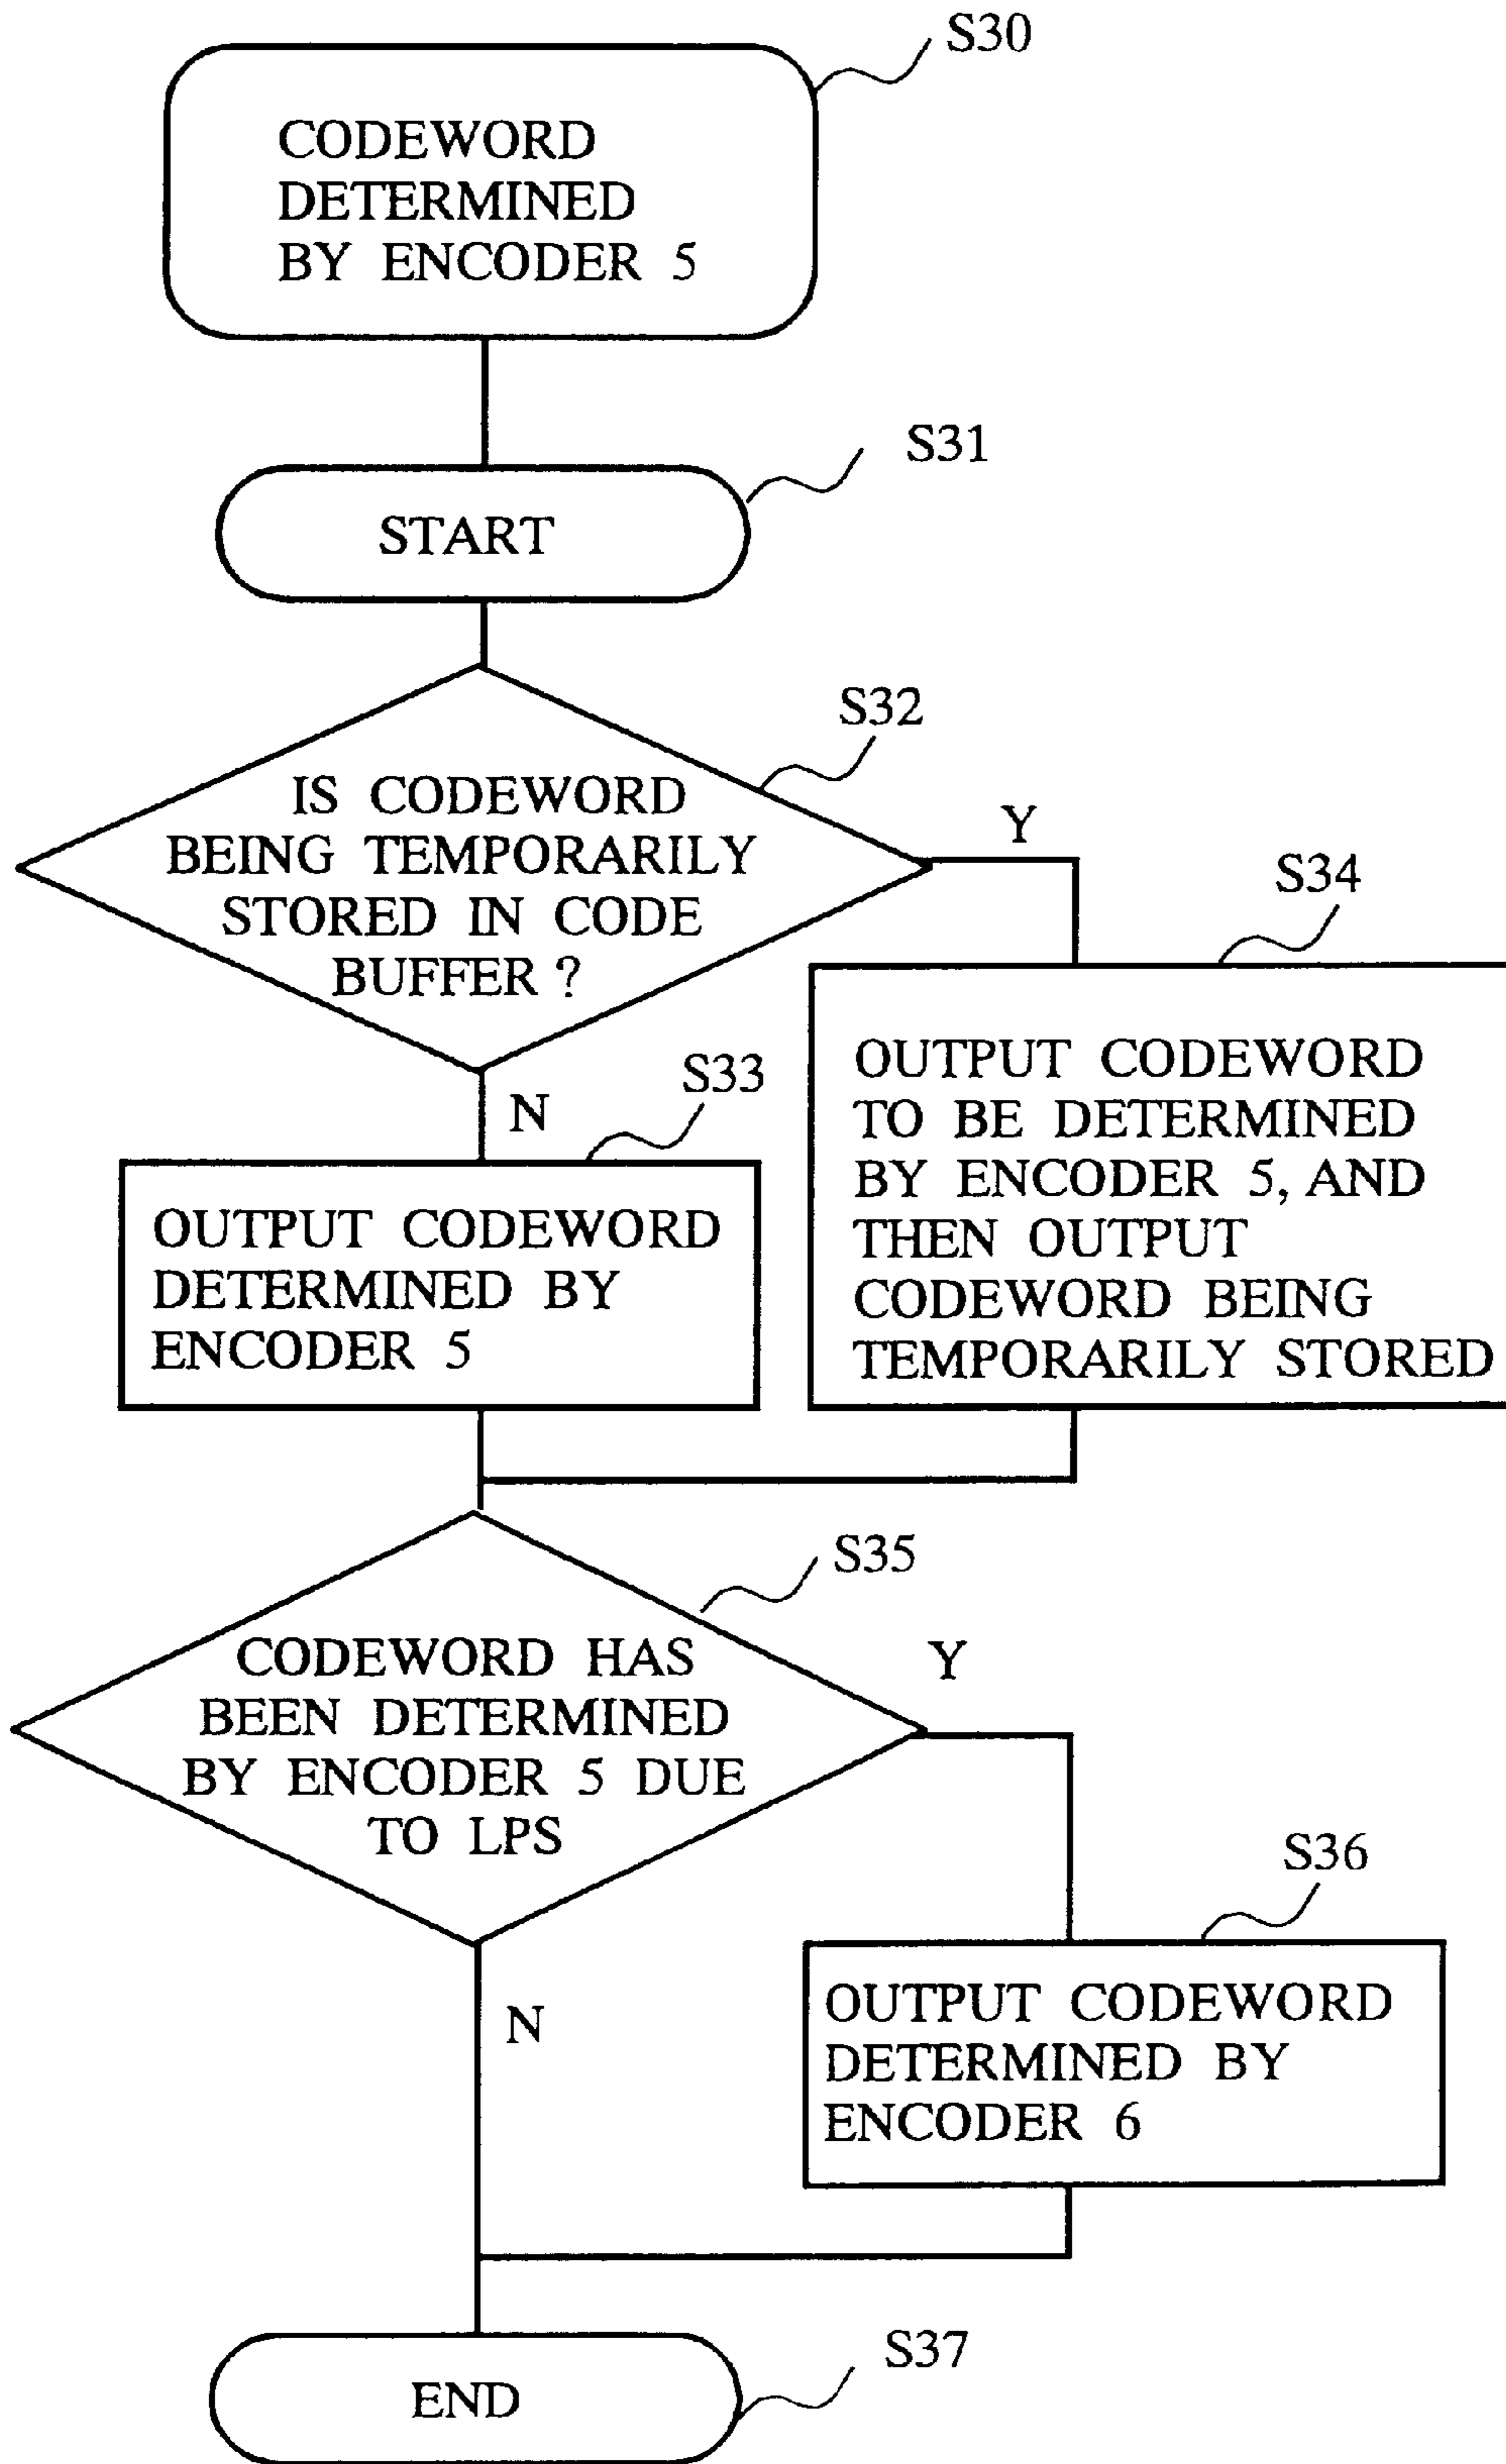 S30
CODEWORD
DETERMINED
BY ENCODER 5
S31
START
S32
IS CODEWORD
BEING TEMPORARILY
STORED IN CODE
BUFFER ?
Y
N
S33
OUTPUT CODEWORD
DETERMINED BY
ENCODER 5
S34
OUTPUT CODEWORD
TO BE DETERMINED
BY ENCODER 5, AND
THEN OUTPUT
CODEWORD BEING
TEMPORARILY STORED
S35
CODEWORD HAS
BEEN DETERMINED
BY ENCODER 5 DUE
TO LPS
Y
N
S36
OUTPUT CODEWORD
DETERMINED BY
ENCODER 6
S37
END